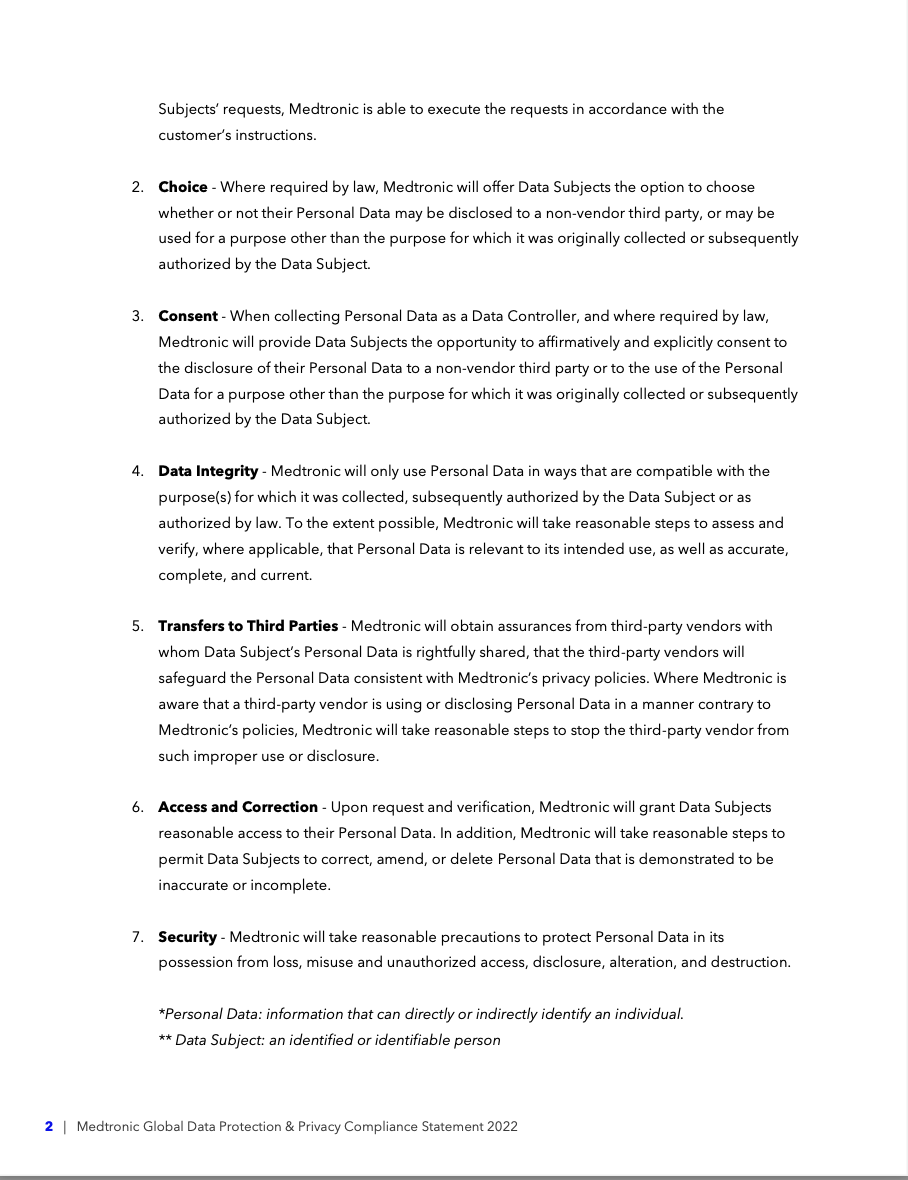 Subjects’ requests, Medtronic is able to execute the requests in accordance with the
customer’s instructions.
2. Choice - Where required by law, Medtronic will offer Data Subjects the option to choose
whether or not their Personal Data may be disclosed to a non-vendor third party, or may be
used for a purpose other than the purpose for which it was originally collected or subsequently
authorized by the Data Subject.
3. Consent - When collecting Personal Data as a Data Controller, and where required by law,
Medtronic will provide Data Subjects the opportunity to affirmatively and explicitly consent to
the disclosure of their Personal Data to a non-vendor third party or to the use of the Personal
Data for a purpose other than the purpose for which it was originally collected or subsequently
authorized by the Data Subject.
4. Data Integrity - Medtronic will only use Personal Data in ways that are compatible with the
purpose(s) for which it was collected, subsequently authorized by the Data Subject or as
authorized by law. To the extent possible, Medtronic will take reasonable steps to assess and
verify, where applicable, that Personal Data is relevant to its intended use, as well as accurate,
complete, and current.
5. Transfers to Third Parties - Medtronic will obtain assurances from third-party vendors with
whom Data Subject’s Personal Data is rightfully shared, that the third-party vendors will
safeguard the Personal Data consistent with Medtronic’s privacy policies. Where Medtronic is
aware that a third-party vendor is using or disclosing Personal Data in a manner contrary to
Medtronic’s policies, Medtronic will take reasonable steps to stop the third-party vendor from
such improper use or disclosure.
6. Access and Correction - Upon request and verification, Medtronic will grant Data Subjects
reasonable access to their Personal Data. In addition, Medtronic will take reasonable steps to
permit Data Subjects to correct, amend, or delete Personal Data that is demonstrated to be
inaccurate or incomplete.
7. Security - Medtronic will take reasonable precautions to protect Personal Data in its
possession from loss, misuse and unauthorized access, disclosure, alteration, and destruction.
*Personal Data: information that can directly or indirectly identify an individual.
** Data Subject: an identified or identifiable person
2 | Medtronic Global Data Protection & Privacy Compliance Statement 2022